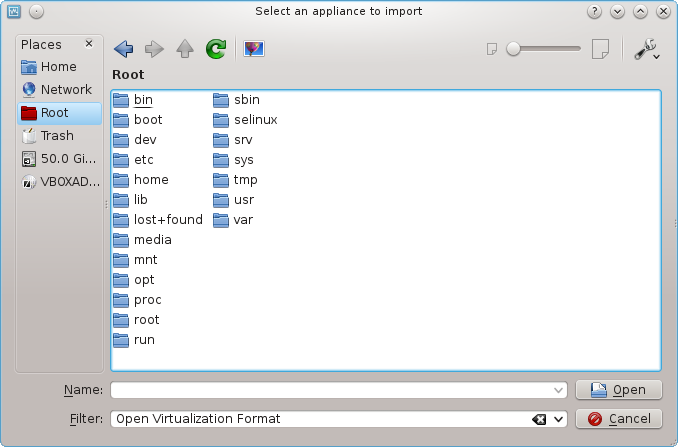 Select an appliance to import
Places
Home
Network
Root
Trash
50.0 Gi...
VBOXAD...
Root
bin
boot
dev
etc
home
lib
lost+found
media
mnt
opt
proc
root
run
sbin
selinux
srv
sys
tmp
usr
var
Name:
Open
Filter: Open Virtualization Format
Cancel